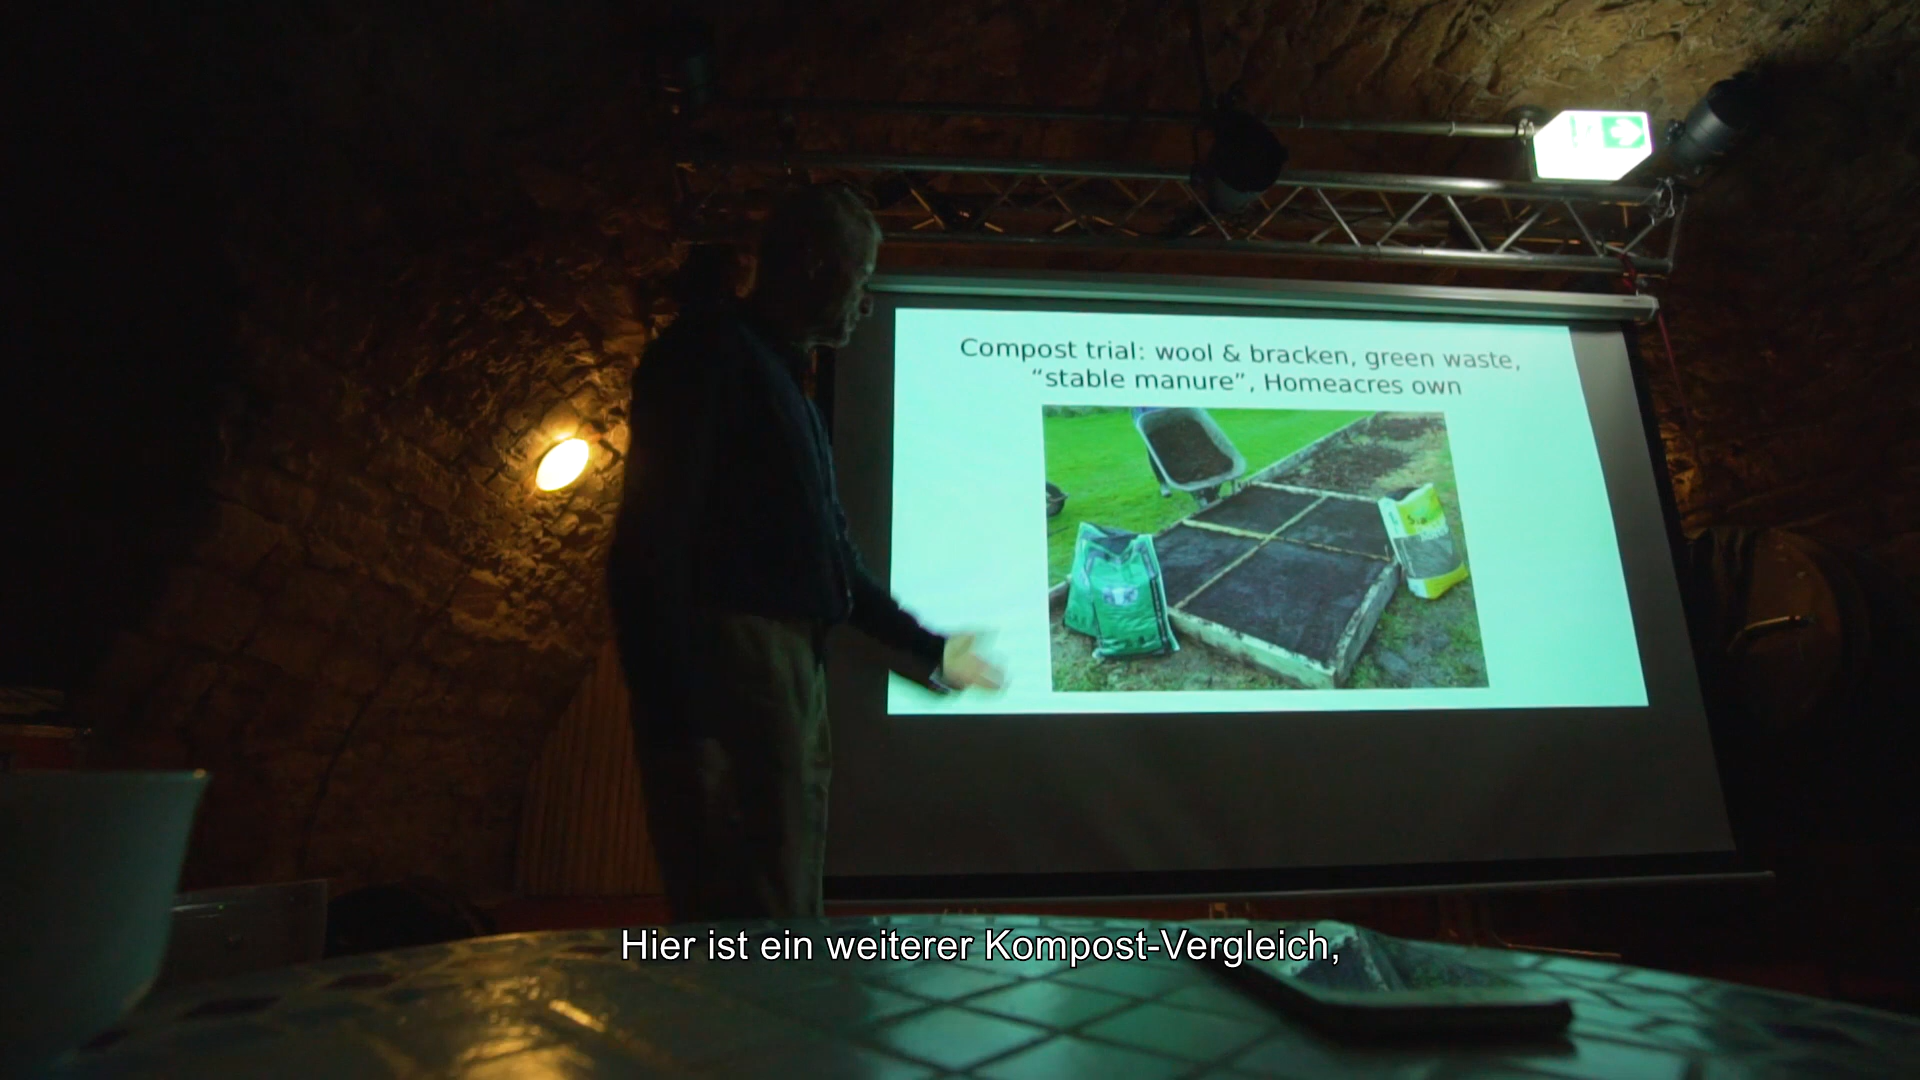 Compost trial: wool & bracken, green waste,
“stable manure”, Homeacres own
Hier ist ein weiterer Kompost-Vergleich,